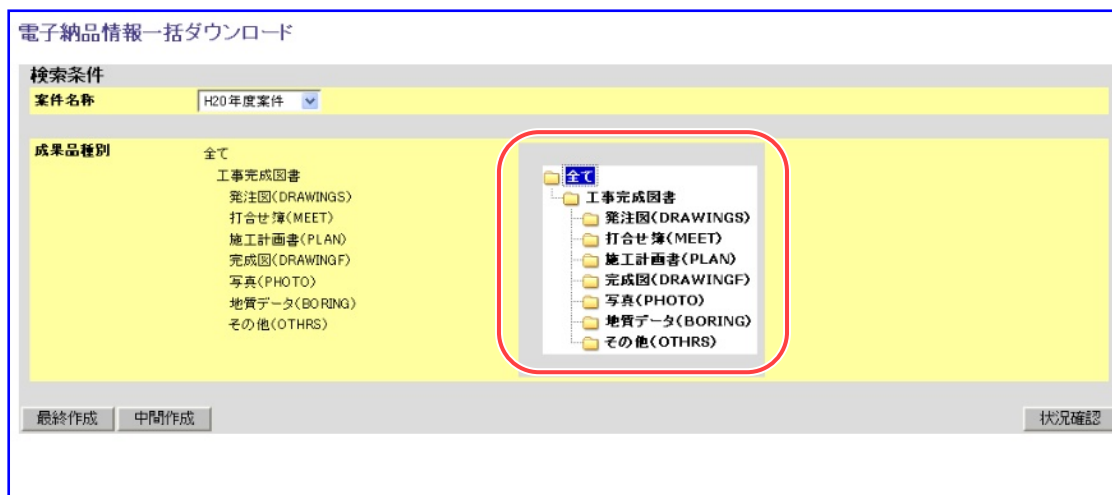 電子納品情報一括ダウンロード
検索条件
案件名称 H20年度案件
成果品種別
全て
工事完成図書
発注図(DRAWINGS)
打合せ簿(MEET)
施工計画書(PLAN)
完成図(DRAWINGF)
写真(PHOTO)
地質データ(BORING)
その他(OTHRS)
全て
工事完成図書
発注図(DRAWINGS)
打合せ簿(MEET)
施工計画書(PLAN)
完成図(DRAWINGF)
写真(PHOTO)
地質データ(BORING)
その他(OTHRS)
最終作成 中間作成 状況確認